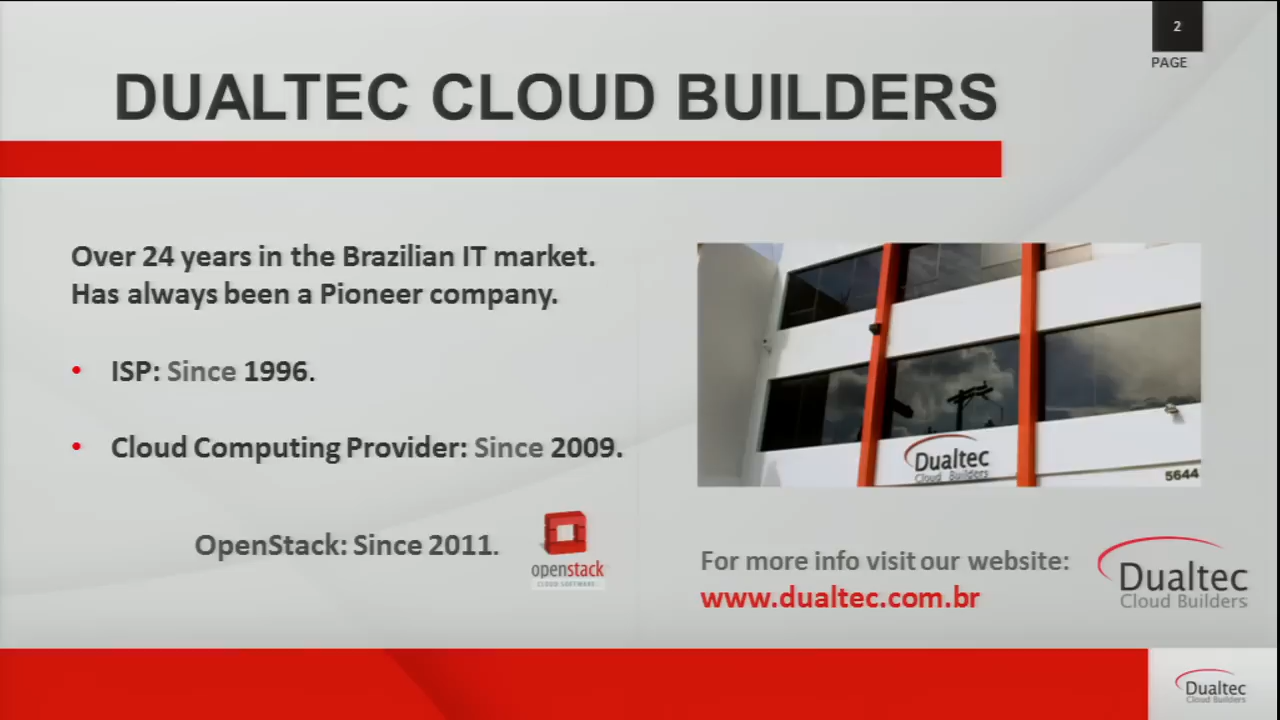 2
PAGE
DUALTEC CLOUD BUILDERS
Over 24 years in the Brazilian IT market.
Has always been a Pioneer company.
• ISP: Since 1996.
• Cloud Computing Provider: Since 2009.
OpenStack: Since 2011.
openstack
CLOUD SOFTWARE
Dualtec
Cloud Builders
5644
For more info visit our website:
www.dualtec.com.br
Dualtec
Cloud Builders
Dualtec
Cloud Builders